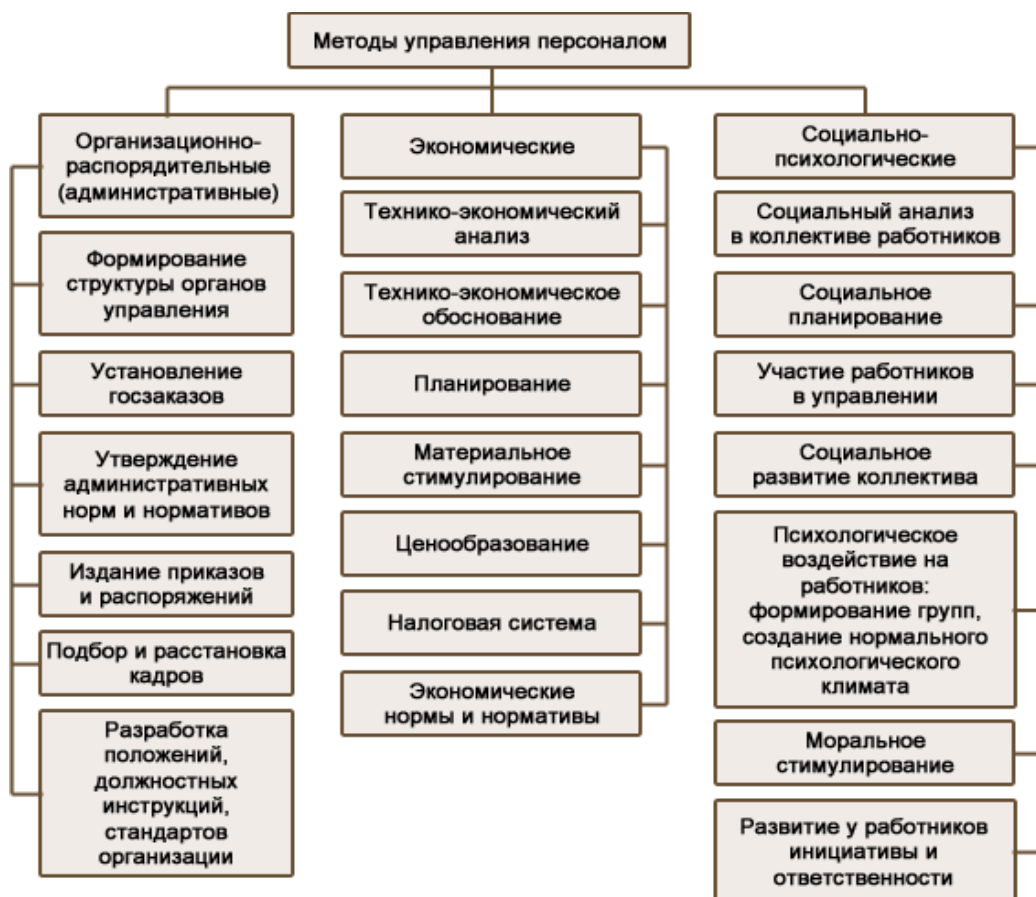 Методы управления персоналом
Организационно-
распорядительные
(административные)
Формирование
структуры органов
управления
Установление
госзаказов
Утверждение
административных
норм и нормативов
Издание приказов
и распоряжений
Подбор и расстановка
кадров
Разработка
положений,
должностных
инструкций,
стандартов
организации
Экономические
Технико-экономический
анализ
Технико-экономическое
обоснование
Планирование
Материальное
стимулирование
Ценообразование
Налоговая система
Экономические
нормы и нормативы
Социально-
психологические
Социальный анализ
в коллективе работников
Социальное
планирование
Участие работников
в управлении
Социальное
развитие коллектива
Психологическое
воздействие на
работников:
формирование групп,
создание нормального
психологического
климата
Моральное
стимулирование
Развитие у работников
инициативы и
ответственности